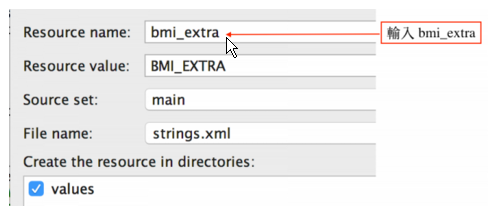 Resource name: bmi_extra 輸入 bmi_extra
Resource value: BMI_EXTRA
Source set: main
File name: strings.xml
Create the resource in directories:
values